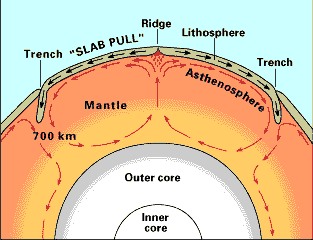 Ridge
"SLAB PULL"
Lithosphere
Trench
Trench
Asthenosphere
Mantle
700 km
Outer core
Inner
core